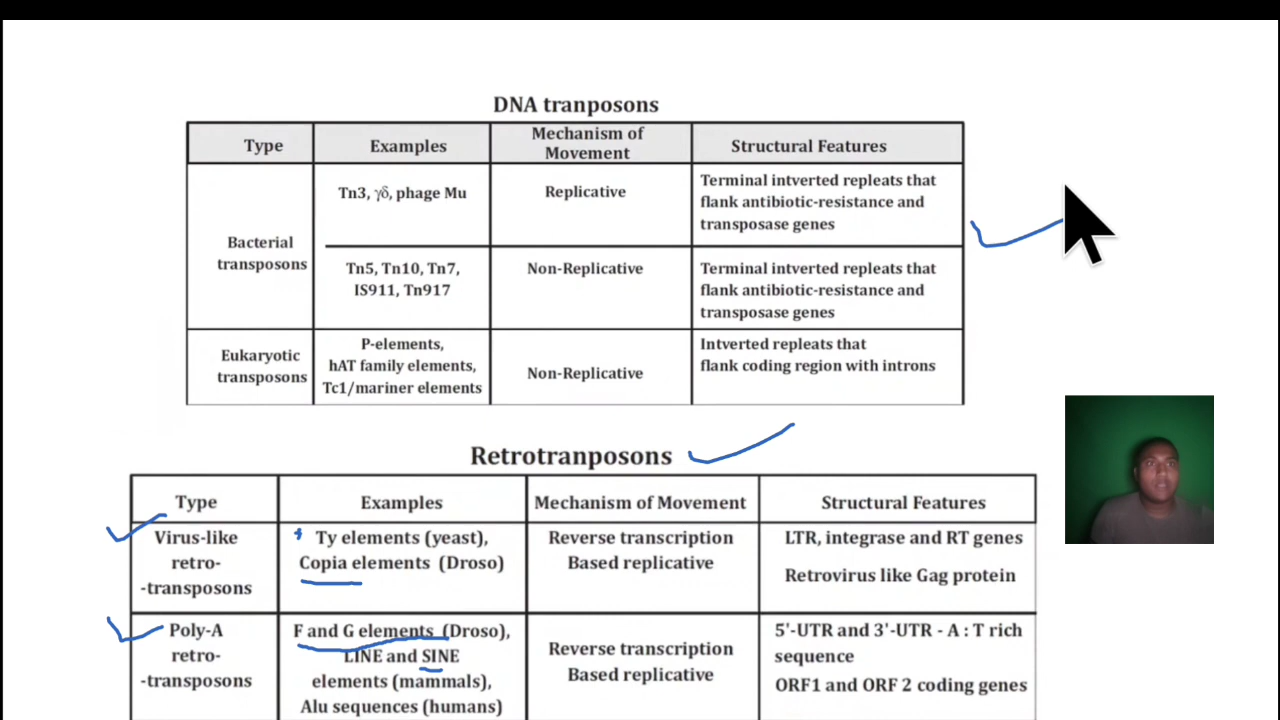 DNA tranposons
Type Examples Mechanism of Movement Structural Features
Bacterial transposons
Tn3, γδ, phage Mu
Replicative
Terminal intverted repleats that
flank antibiotic-resistance and
transposase genes
Tn5, Tn10, Tn7,
IS911, Tn917
Non-Replicative
Terminal intverted repleats that
flank antibiotic-resistance and
transposase genes
Eukaryotic
transposons
P-elements,
hAT family elements,
Tc1/mariner elements
Non-Replicative
Intverted repleats that
flank coding region with introns
Retrotranposons
Type Examples Mechanism of Movement Structural Features
Virus-like
retro-
-transposons
Ty elements (yeast),
Copia elements (Droso)
Reverse transcription
Based replicative
LTR, integrase and RT genes
Retrovirus like Gag protein
Poly-A
retro-
-transposons
F and G elements (Droso),
LINE and SINE
elements (mammals),
Alu sequences (humans)
Reverse transcription
Based replicative
5'-UTR and 3'-UTR - A : T rich
sequence
ORF1 and ORF 2 coding genes